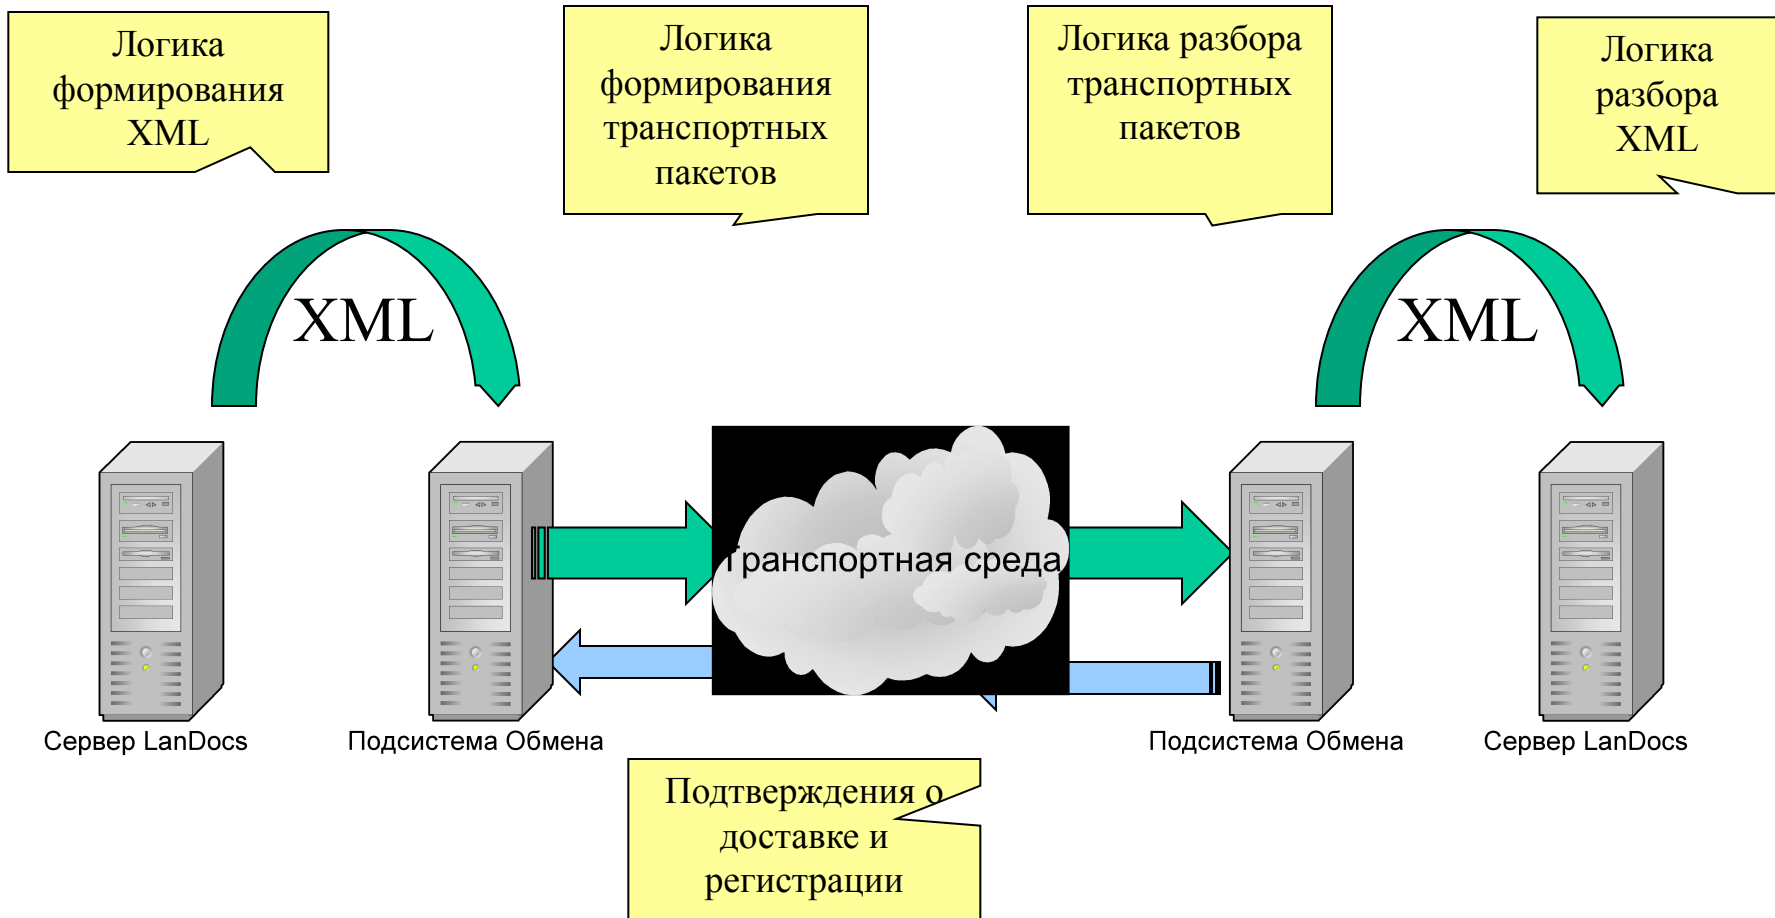 Логика
формирования
XML
Логика
формирования
транспортных
пакетов
Логика разбора
транспортных
пакетов
Логика
разбора
XML
XML
XML
Транспортная среда
Сервер LanDocs
Подсистема Обмена
Подсистема Обмена
Сервер LanDocs
Подтверждения о
доставке и
регистрации